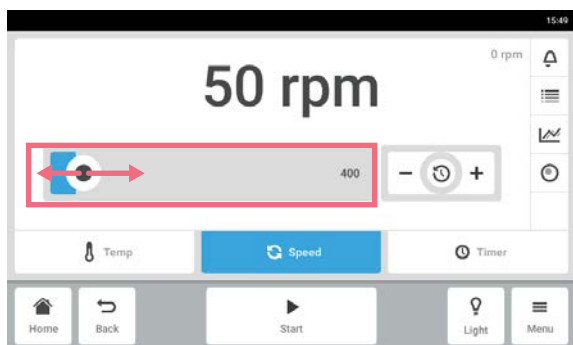 15:49
0 rpm
50 rpm
400
Temp
Speed
Timer
Home
Back
Start
Light
Menu